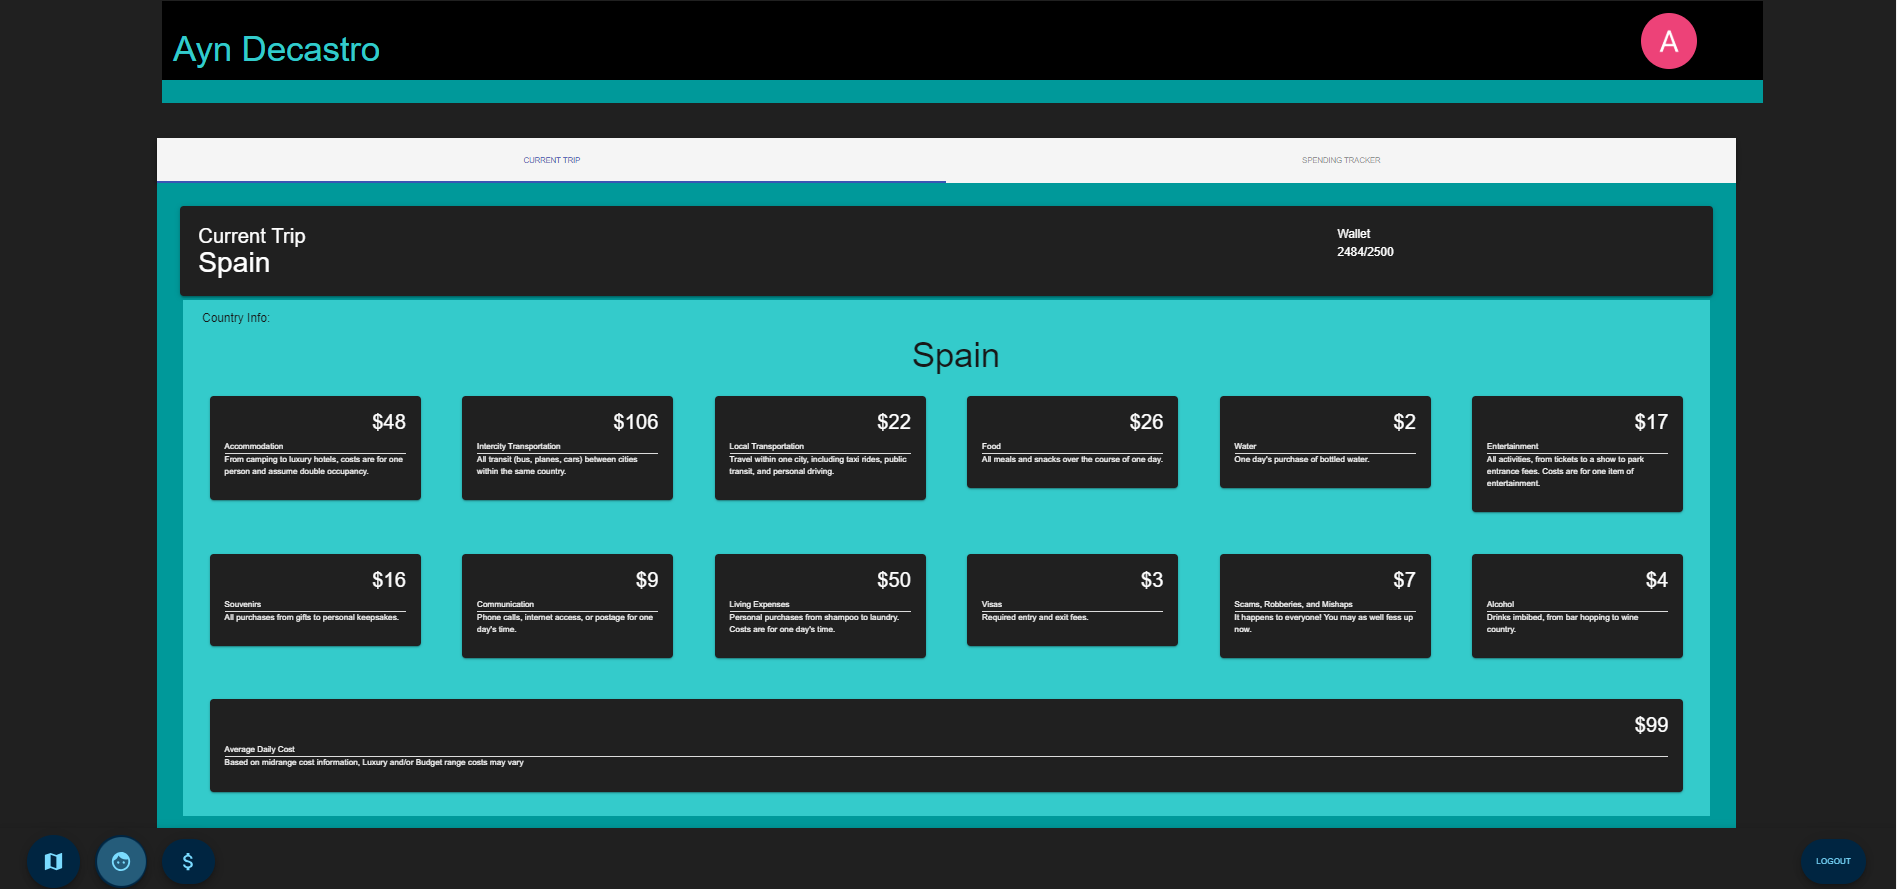 Ayn Decastro
A
CURRENT TRIP
SPENDING TRACKER
Current Trip
Spain
Wallet
2484/2500
Country Info:
Spain
$48
Accommodation
From camping to luxury hotels, costs are for one
person and assume double occupancy.
$106
Intercity Transportation
All transit (bus, planes, cars) between cities
within the same country.
$22
Local Transportation
Travel within one city, including taxi rides, public
transit, and personal driving.
$26
Food
All meals and snacks over the course of one day.
$2
Water
One day's purchase of bottled water.
$17
Entertainment
All activities, from tickets to a show to park
entrance fees. Costs are for one item of
entertainment.
$16
Souvenirs
All purchases from gifts to personal keepsakes.
$9
Communication
Phone calls, internet access, or postage for one
day's time.
$50
Living Expenses
Personal purchases from shampoo to laundry.
Costs are for one day's time.
$3
Visas
Required entry and exit fees.
$7
Scams, Robberies, and Mishaps
It happens to everyone! You may as well fess up
now.
$4
Alcohol
Drinks imbibed, from bar hopping to wine
country.
$99
Average Daily Cost
Based on midrange cost information, Luxury and/or Budget range costs may vary
$
LOGOUT